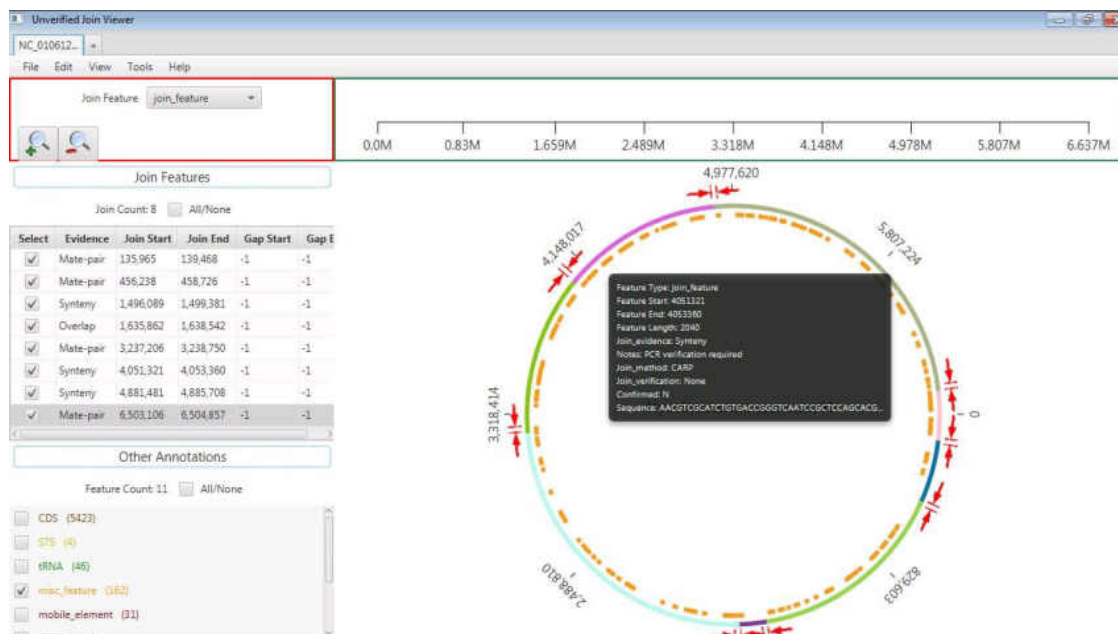 Unverified Join Viewer
NC_010612...
+
File Edit View Tools Help
Join Feature join_feature
0.0M 0.83M 1.659M 2.489M 3.318M 4.148M 4.978M 5.807M 6.637M
Join Features
Join Count: 8 All/None
Select Evidence Join Start Join End Gap Start Gap E
Mate-pair 135,965 139,468 -1 -1
Mate-pair 456,238 458,726 -1 -1
Synteny 1,496,089 1,499,381 -1 -1
Overlap 1,635,862 1,638,542 -1 -1
Mate-pair 3,237,206 3,238,750 -1 -1
Synteny 4,051,321 4,053,360 -1 -1
Synteny 4,881,481 4,885,708 -1 -1
Mate-pair 6,503,106 6,504,857 -1 -1
Other Annotations
Feature Count: 11 All/None
CDS (5423)
STS (4)
tRNA (46)
misc_feature (162)
mobile_element (31)
4,977,620
5,807,224
0
829,603
2,488,810
3,318,414
4,148,017
Feature Type: join_feature
Feature Start: 4051321
Feature End: 4053360
Feature Length: 2040
Join_evidence: Synteny
Notes: PCR verification required
Join_method: CARP
Join_verification: None
Confirmed: N
Sequence: AACGTCGCATCTGTGACCGGGTCAATCCGCTCCAGCACG...